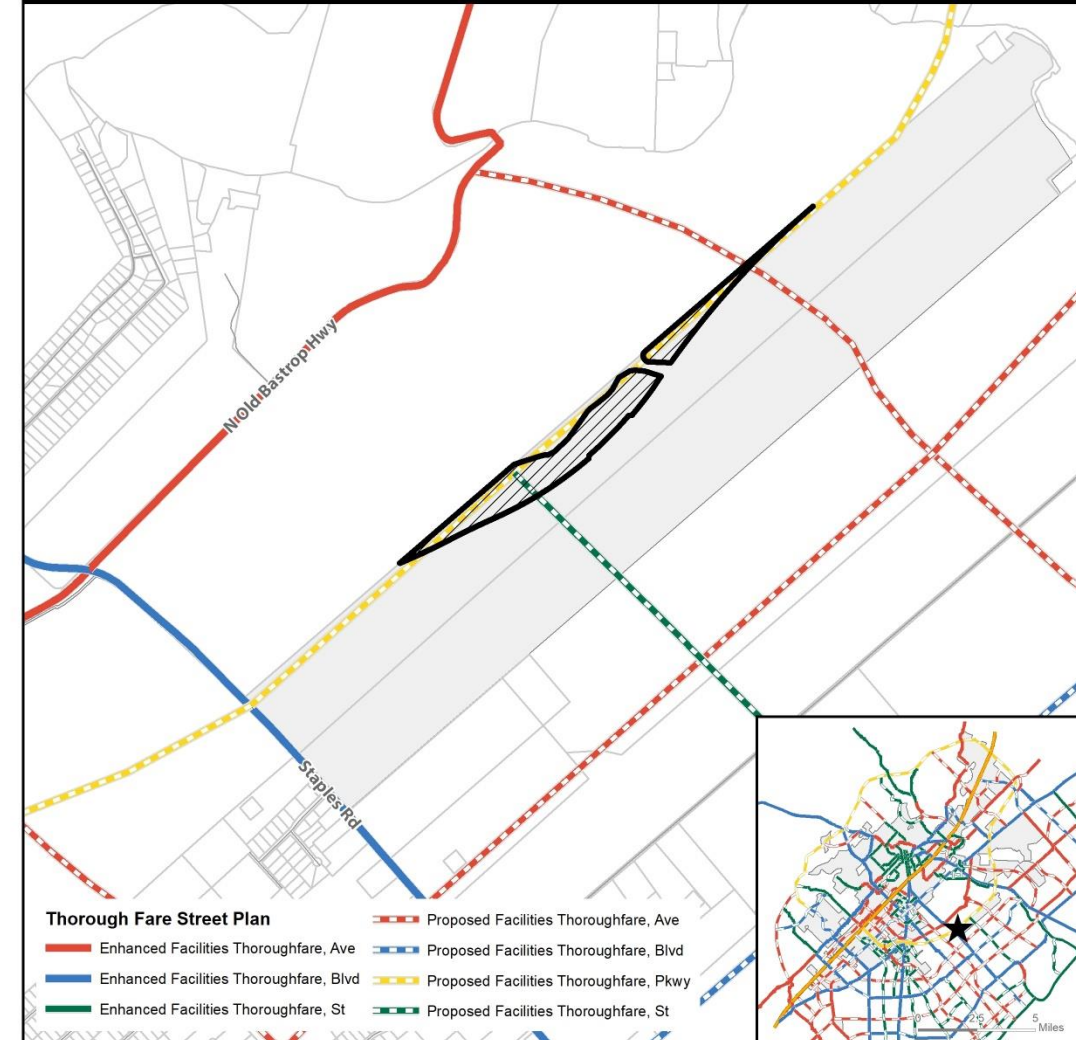 N Old Bastrop Hwy
Staples Rd
Thorough Fare Street Plan
Enhanced Facilities Thoroughfare, Ave
Enhanced Facilities Thoroughfare, Blvd
Enhanced Facilities Thoroughfare, St
Proposed Facilities Thoroughfare, Ave
Proposed Facilities Thoroughfare, Blvd
Proposed Facilities Thoroughfare, Pkwy
Proposed Facilities Thoroughfare, St
0 2.5 5
Miles